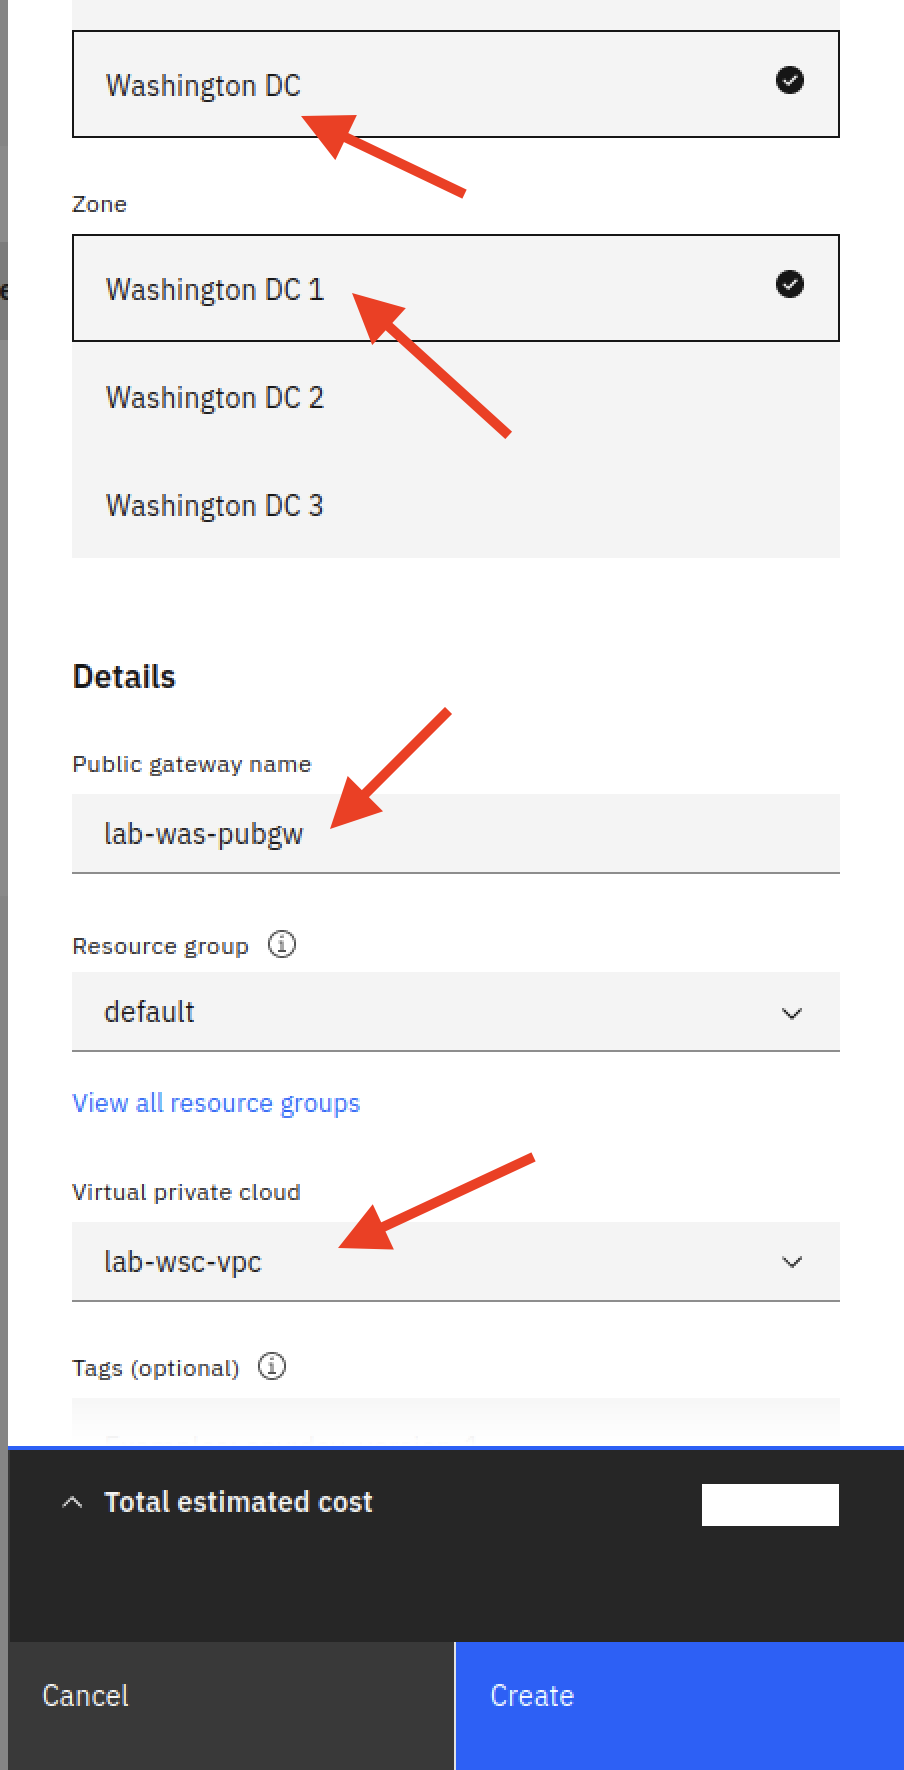 Washington DC
Zone
Washington DC 1
Washington DC 2
Washington DC 3
Details
Public gateway name
lab-was-pubgw
Resource group
default
View all resource groups
Virtual private cloud
lab-wsc-vpc
Tags (optional)
Total estimated cost
Cancel
Create